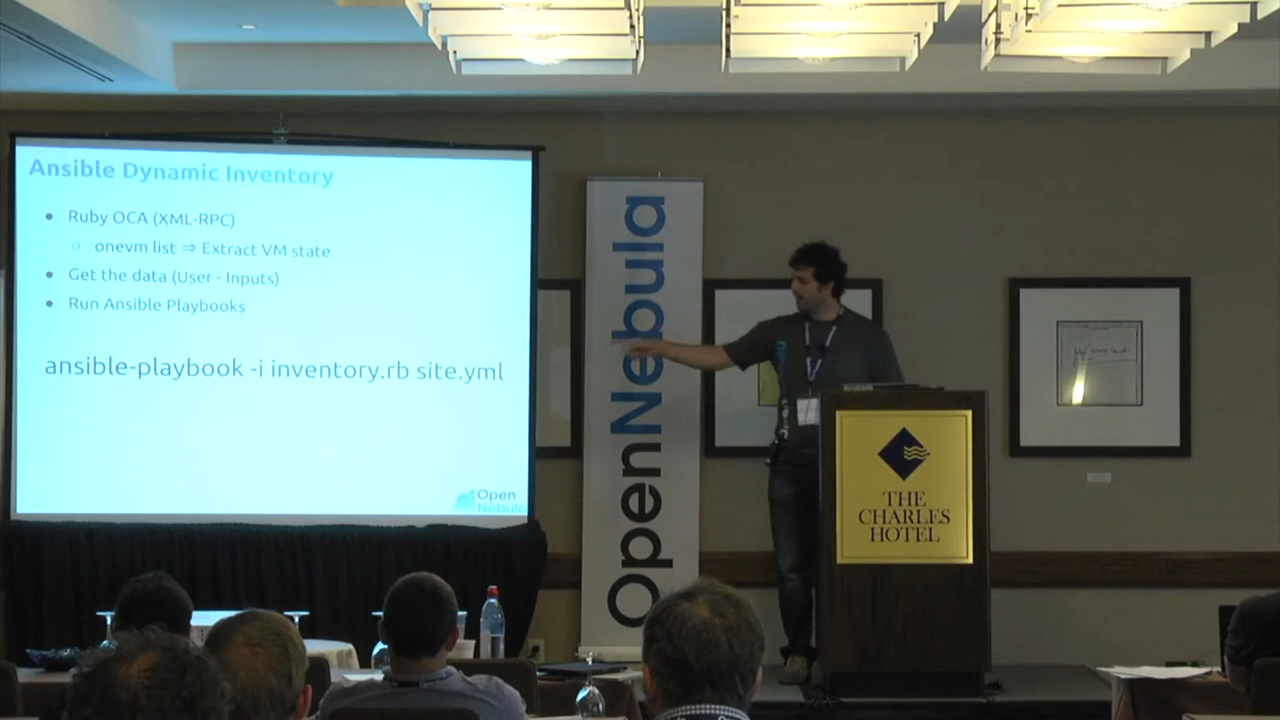 Ansible Dynamic Inventory
● Ruby OCA (XML-RPC)
○ onevm list ⇒ Extract VM state
● Get the data (User - Inputs)
● Run Ansible Playbooks
ansible-playbook -i inventory.rb site.yml
Open
Nebula
OpenNebula
THE
CHARLES
HOTEL